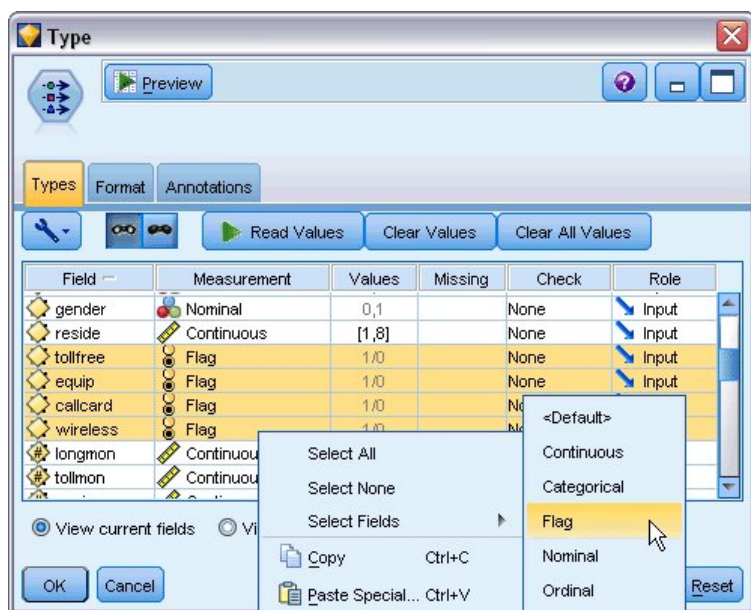 Type
Preview
Types Format Annotations
Read Values Clear Values Clear All Values
Field Measurement Values Missing Check Role
gender Nominal 0,1 None Input
reside Continuous [1,8] None Input
tollfree Flag 1/0 None Input
equip Flag 1/0 None Input
callcard Flag 1/0
wireless Flag 1/0
longmon Continuou
tollmon Continuou
View current fields Vi
OK Cancel Reset
Select All
Select None
Select Fields
Copy Ctrl+C
Paste Special... Ctrl+V
<Default>
Continuous
Categorical
Flag
Nominal
Ordinal